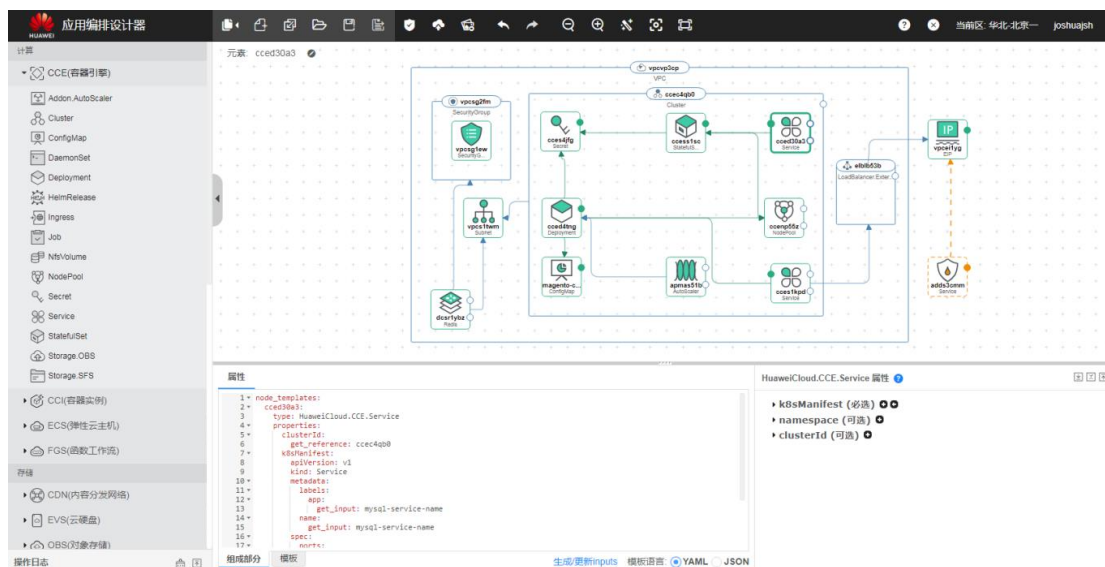 HUAWEI
应用编排设计器
当前区: 华北-北京一
joshuajsh
计算
CCE(容器引擎)
Addon.AutoScaler
Cluster
ConfigMap
DaemonSet
Deployment
HelmRelease
Ingress
Job
NfsVolume
NodePool
Secret
Service
StatefulSet
Storage.OBS
Storage.SFS
CCI(容器实例)
ECS(弹性云主机)
FGS(函数工作流)
存储
CDN(内容分发网络)
EVS(云硬盘)
OBS(对象存储)
操作日志
元素: cced30a3
vpcvp3cp
VPC
ccec4qb0
Cluster
vpcsg2fm
SecurityGroup
vpcsg1ew
SecurityG...
cces4jfg
Secret
ccess1sc
StatefulS...
cced30a3
Service
IP
vpcei1yg
EIP
elblb53b
LoadBalancer.Exter...
vpcs1twm
Subnet
cced4tng
Deployment
ccenp55z
NodePool
magento-c...
ConfigMap
apmas51b
AutoScaler
cces1kpd
Service
adds3omm
Service
dcsr1ybz
Redis
属性
1 node_templates:
2 cced30a3:
3 type: HuaweiCloud.CCE.Service
4 properties:
5 clusterId:
6 get_reference: ccec4qb0
7 k8sManifest:
8 apiVersion: v1
9 kind: Service
10 metadata:
11 labels:
12 app:
13 get_input: mysql-service-name
14 name:
15 get_input: mysql-service-name
16 spec:
17 ports:
组成部分
模板
生成/更新inputs
模板语言:
YAML
JSON
HuaweiCloud.CCE.Service 属性
k8sManifest (必选)
namespace (可选)
clusterId (可选)